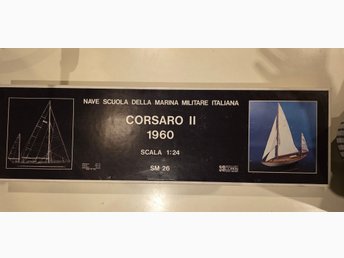 NAVE SCUOLA DELLA MARINA MILITARE ITALIANA
CORSARO II
1960
SCALA 1:24
SM 26